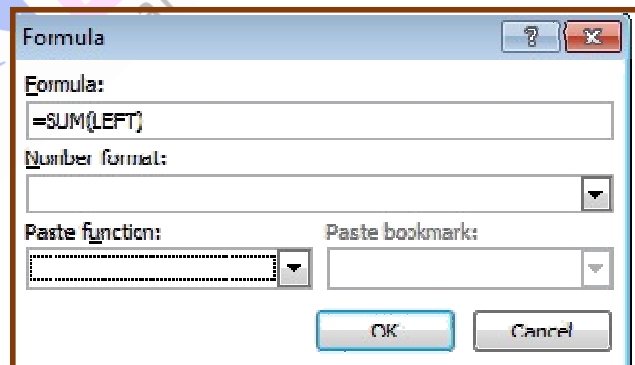 Formula
Formula:
=SUM(LEFT)
Number format:
Paste function: Paste bookmark:
OK Cancel